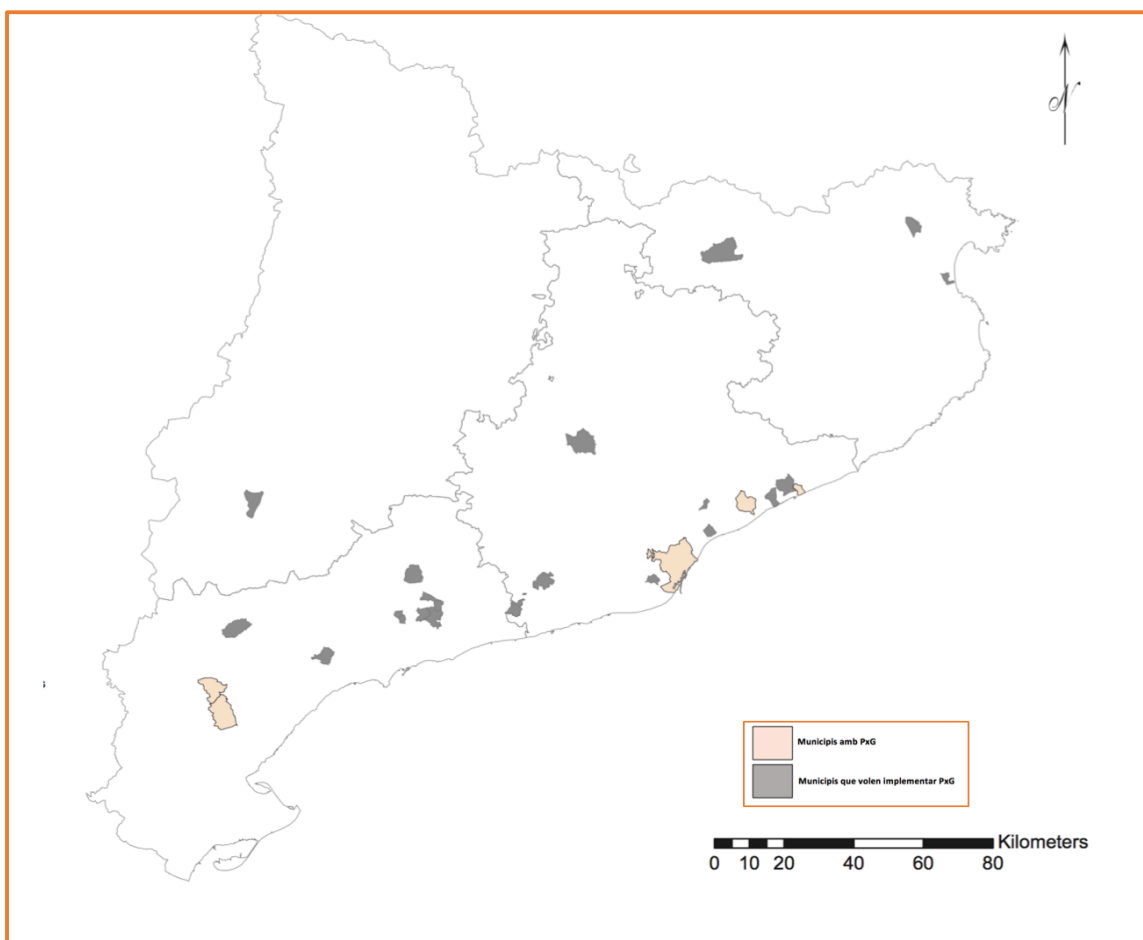 N
s
Municipis amb PxG
Municipis que volen implementar PxG
Kilometers
0 10 20 40 60 80